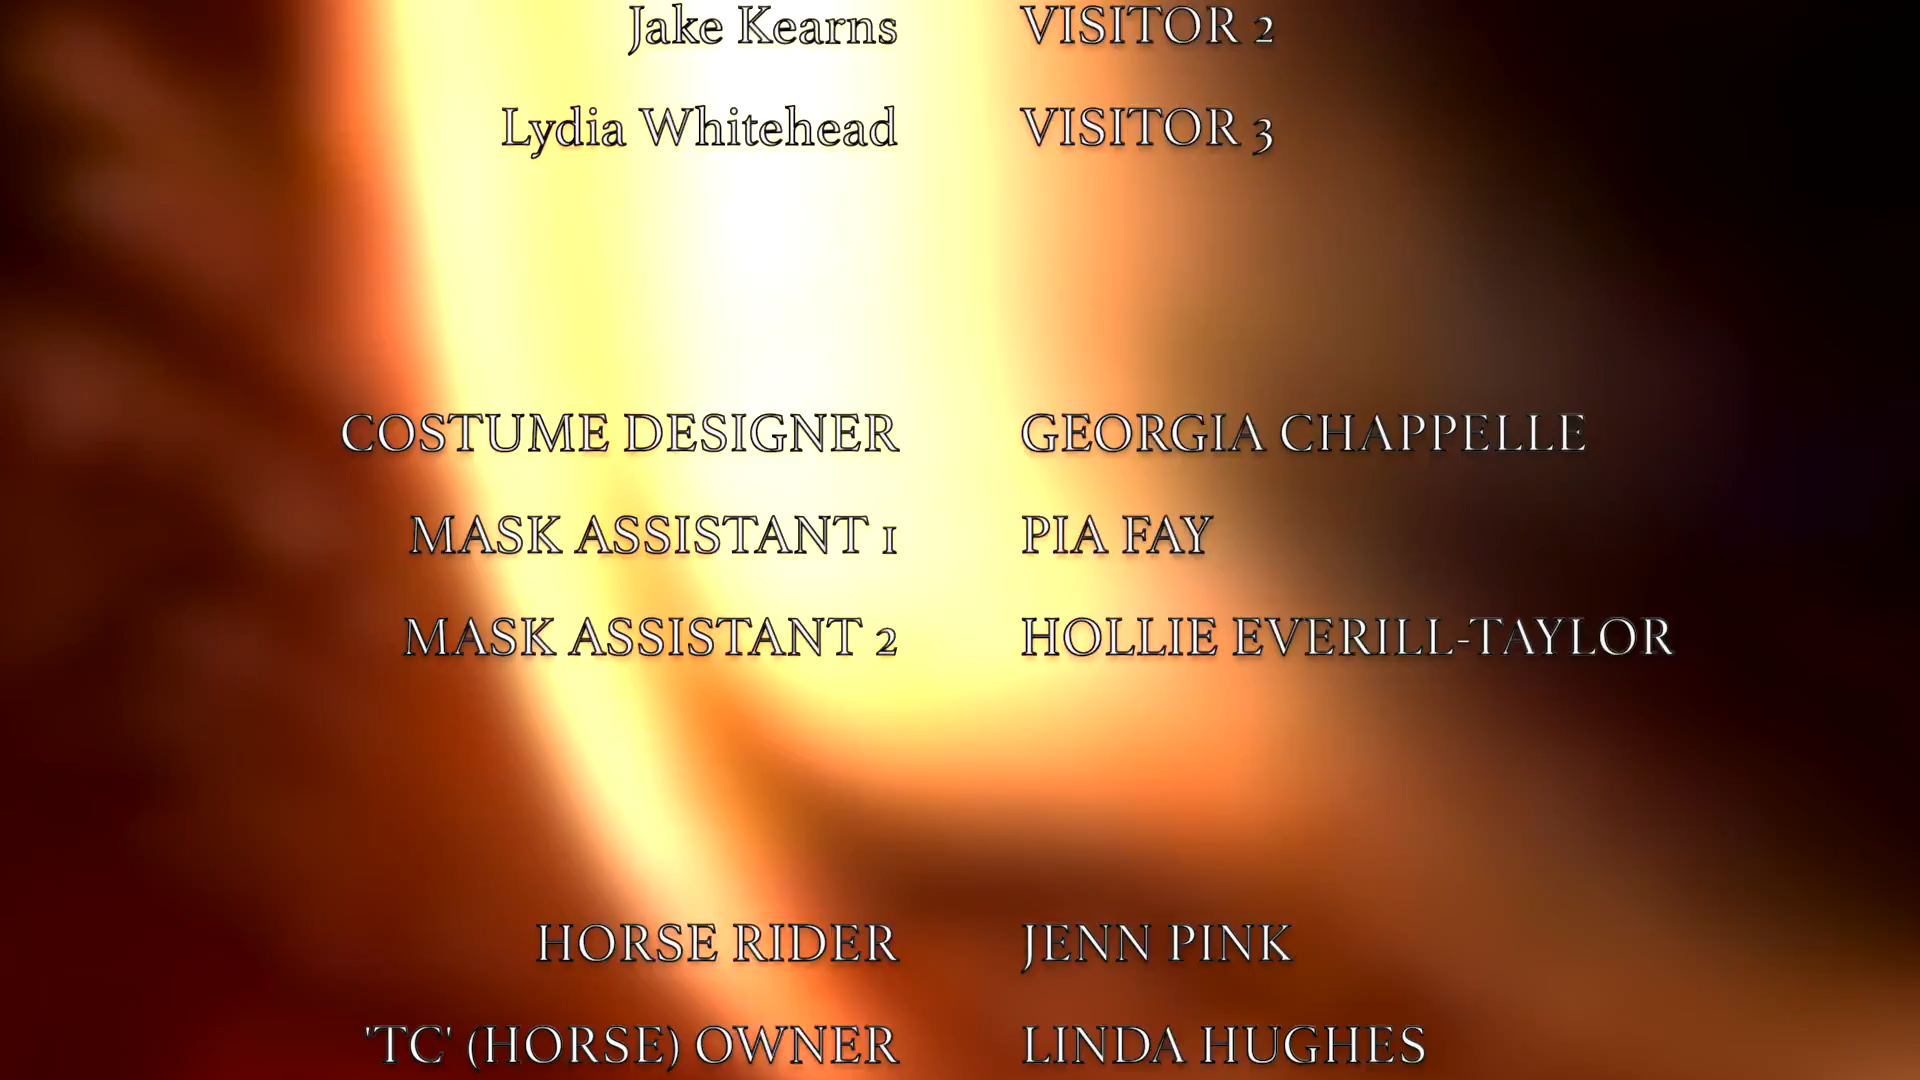 Jake Kearns VISITOR 2
Lydia Whitehead VISITOR 3
COSTUME DESIGNER GEORGIA CHAPPELLE
MASK ASSISTANT 1 PIA FAY
MASK ASSISTANT 2 HOLLIE EVERILL-TAYLOR
HORSE RIDER JENN PINK
'TC' (HORSE) OWNER LINDA HUGHES